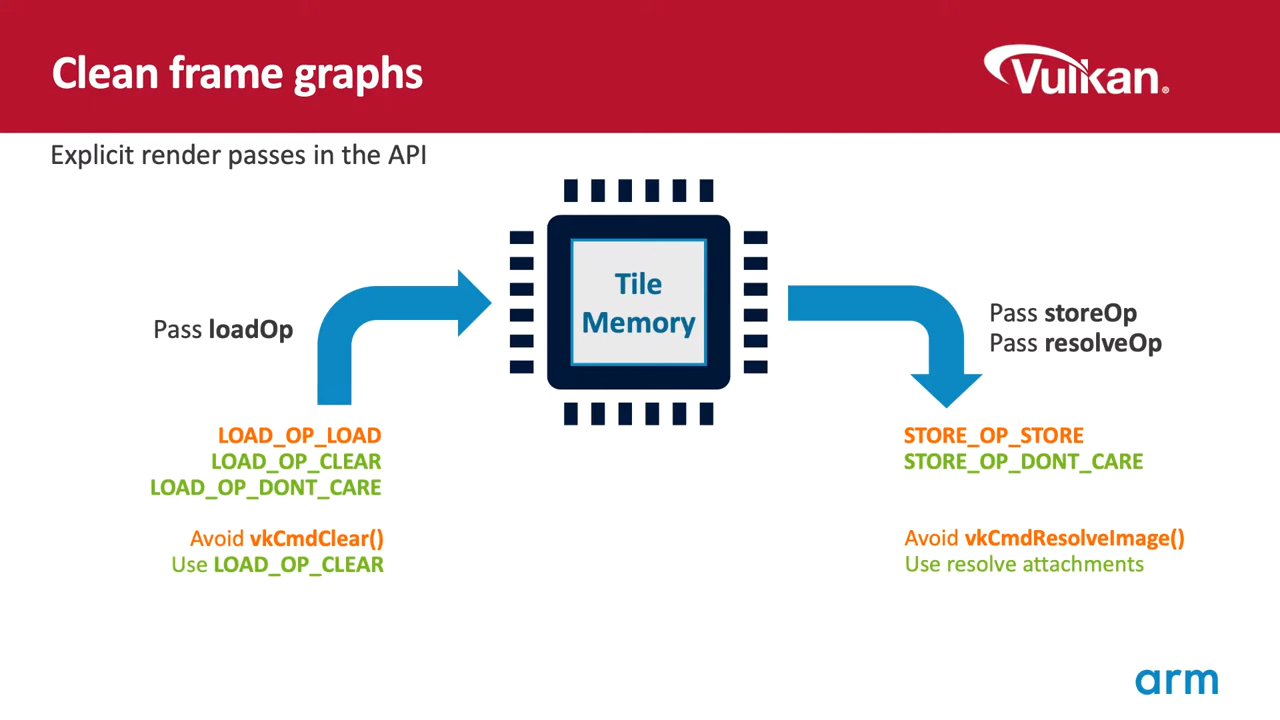 Clean frame graphs
Vulkan®
Explicit render passes in the API
Tile
Memory
Pass loadOp
Pass storeOp
Pass resolveOp
LOAD_OP_LOAD
LOAD_OP_CLEAR
LOAD_OP_DONT_CARE
Avoid vkCmdClear()
Use LOAD_OP_CLEAR
STORE_OP_STORE
STORE_OP_DONT_CARE
Avoid vkCmdResolveImage()
Use resolve attachments
arm